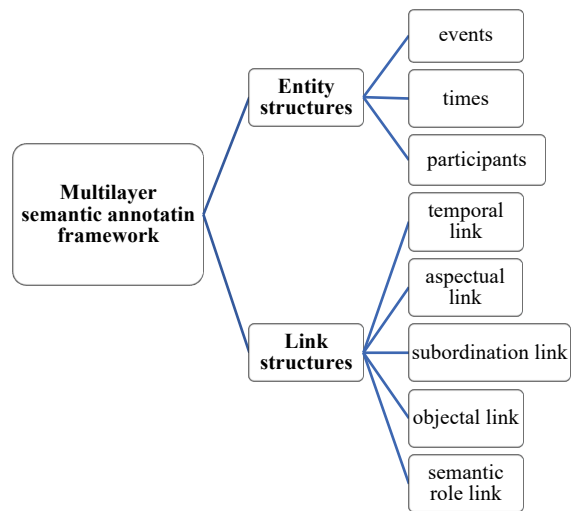 Multilayer
semantic annotatin
framework
Entity
structures
events
times
participants
Link
structures
temporal
link
aspectual
link
subordination link
objectal link
semantic
role link